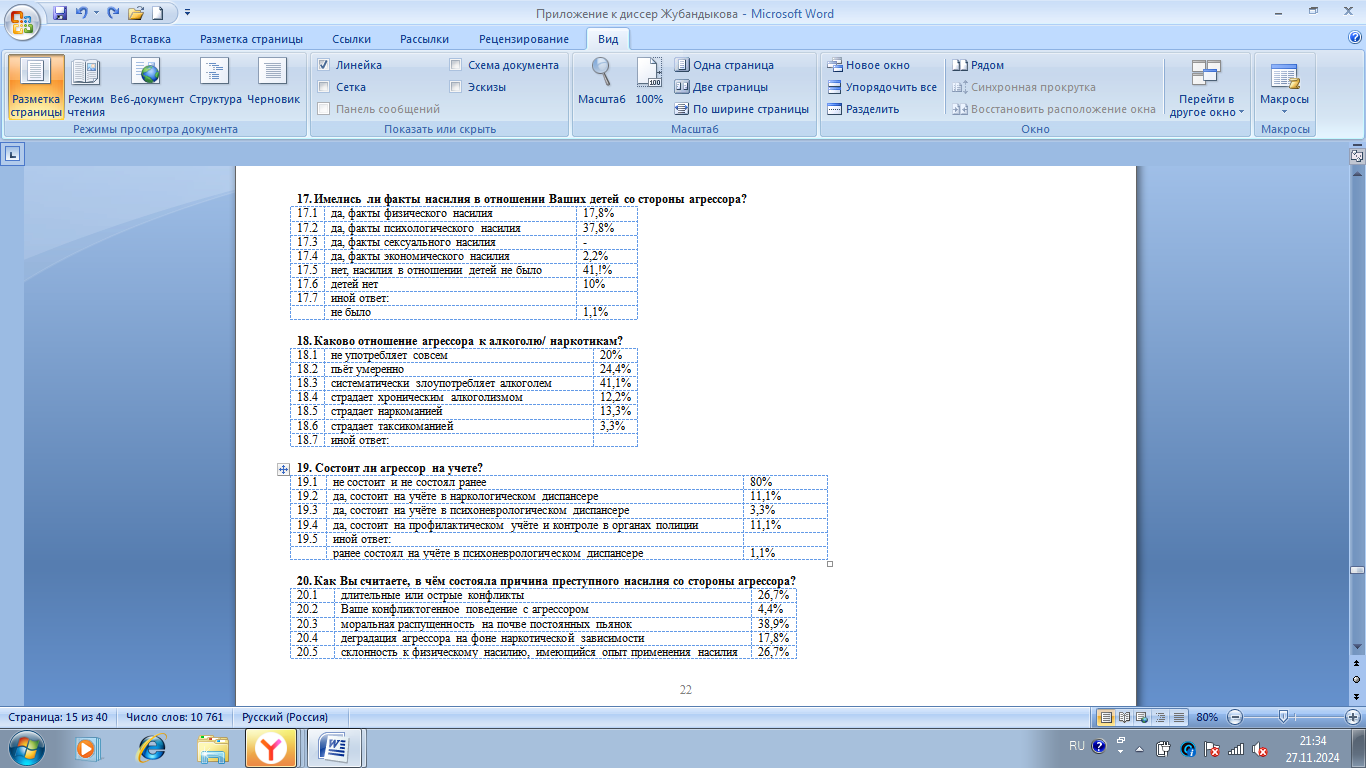 Приложение к диссер Жубандыкова - Microsoft Word
Главная Вставка Разметка страницы Ссылки Рассылки Рецензирование Вид
Разметка страницы
Режим чтения
Веб-документ
Структура
Черновик
Режимы просмотра документа
Линейка
Сетка
Панель сообщений
Схема документа
Эскизы
Показать или скрыть
Масштаб
100%
100
Одна страница
Две страницы
По ширине страницы
Масштаб
Новое окно
Упорядочить все
Разделить
Рядом
Синхронная прокрутка
Восстановить расположение окна
Перейти в другое окно
Окно
Макросы
Макросы
17. Имелись ли факты насилия в отношении Ваших детей со стороны агрессора?
17.1 да, факты физического насилия 17,8%
17.2 да, факты психологического насилия 37,8%
17.3 да, факты сексуального насилия -
17.4 да, факты экономического насилия 2,2%
17.5 нет, насилия в отношении детей не было 41,!%
17.6 детей нет 10%
17.7 иной ответ:
не было 1,1%
18. Каково отношение агрессора к алкоголю/ наркотикам?
18.1 не употребляет совсем 20%
18.2 пьёт умеренно 24,4%
18.3 систематически злоупотребляет алкоголем 41,1%
18.4 страдает хроническим алкоголизмом 12,2%
18.5 страдает наркоманией 13,3%
18.6 страдает таксикоманией 3,3%
18.7 иной ответ:
19. Состоит ли агрессор на учете?
19.1 не состоит и не состоял ранее 80%
19.2 да, состоит на учёте в наркологическом диспансере 11,1%
19.3 да, состоит на учёте в психоневрологическом диспансере 3,3%
19.4 да, состоит на профилактическом учёте и контроле в органах полиции 11,1%
19.5 иной ответ:
ранее состоял на учёте в психоневрологическом диспансере 1,1%
20. Как Вы считаете, в чём состояла причина преступного насилия со стороны агрессора?
20.1 длительные или острые конфликты 26,7%
20.2 Ваше конфликтогенное поведение с агрессором 4,4%
20.3 моральная распущенность на почве постоянных пьянок 38,9%
20.4 деградация агрессора на фоне наркотической зависимости 17,8%
20.5 склонность к физическому насилию, имеющийся опыт применения насилия 26,7%
22
Страница: 15 из 40 Число слов: 10 761 Русский (Россия) 80%
RU
21:34
27.11.2024